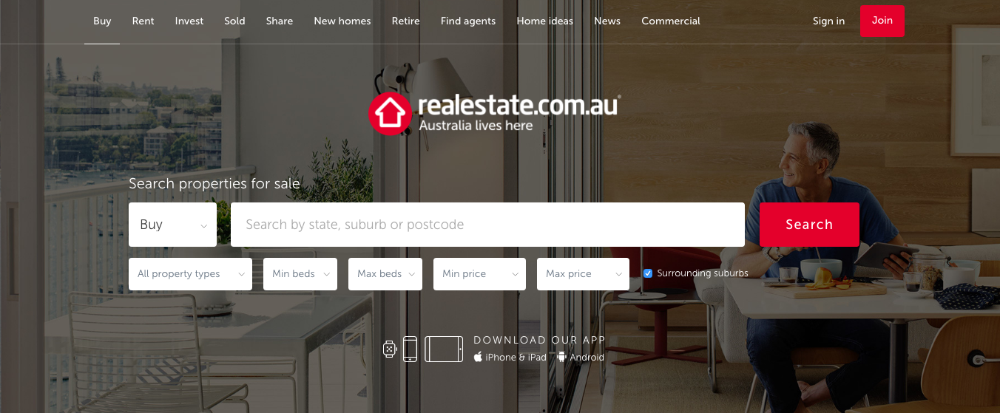 Buy Rent Invest Sold Share New homes Retire Find agents Home ideas News Commercial Sign in Join
realestate.com.au®
Australia lives here
Search properties for sale
Buy Search by state, suburb or postcode Search
All property types Min beds Max beds Min price Max price Surrounding suburbs
DOWNLOAD OUR APP
iPhone & iPad Android